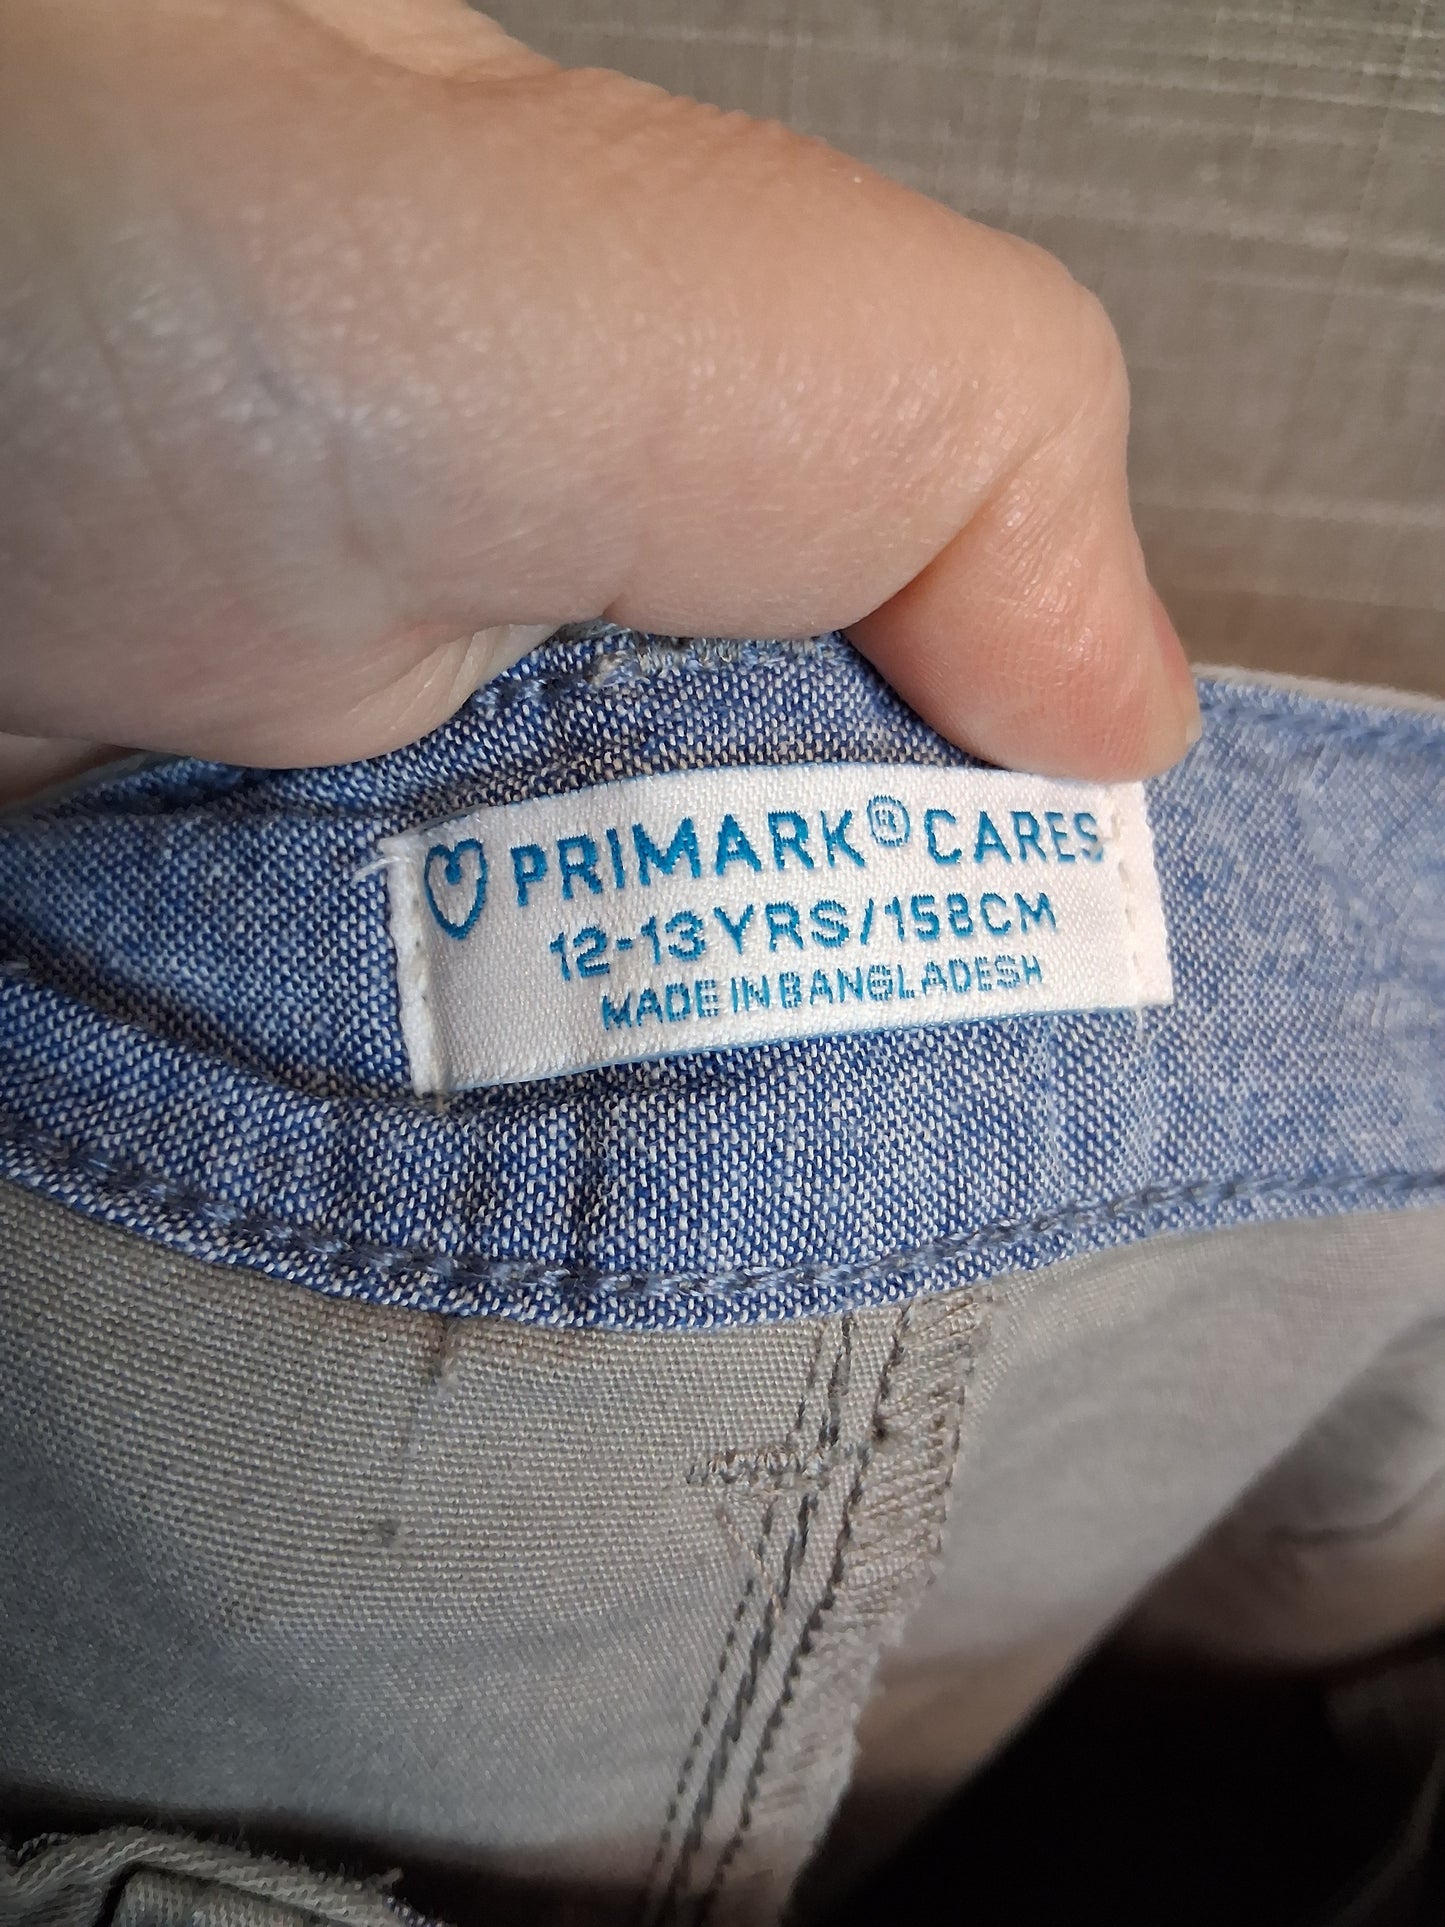 PRIMARK® CARES
12-13YRS/158CM
MADE IN BANGLADESH